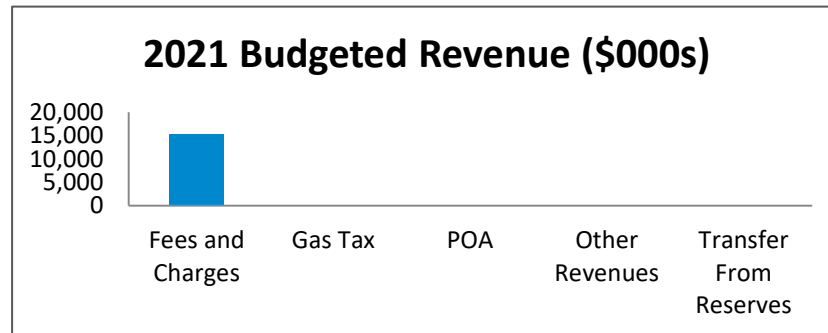 2021 Budgeted Revenue ($000s)
20,000
15,000
10,000
5,000
0
Fees and Charges
Gas Tax
POA
Other Revenues
Transfer From Reserves